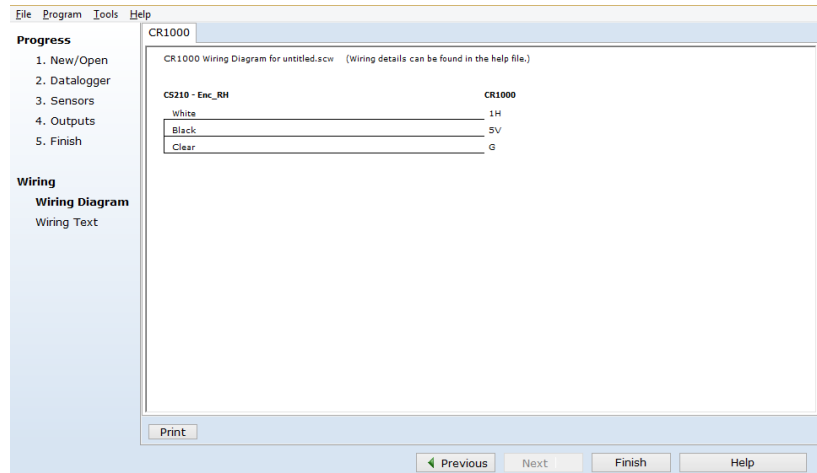 File Program Tools Help
Progress
1. New/Open
2. Datalogger
3. Sensors
4. Outputs
5. Finish
Wiring
Wiring Diagram
Wiring Text
CR1000
CR1000 Wiring Diagram for untitled.scw (Wiring details can be found in the help file.)
CS210 - Enc_RH CR1000
White 1H
Black 5V
Clear G
Print
Previous Next Finish Help